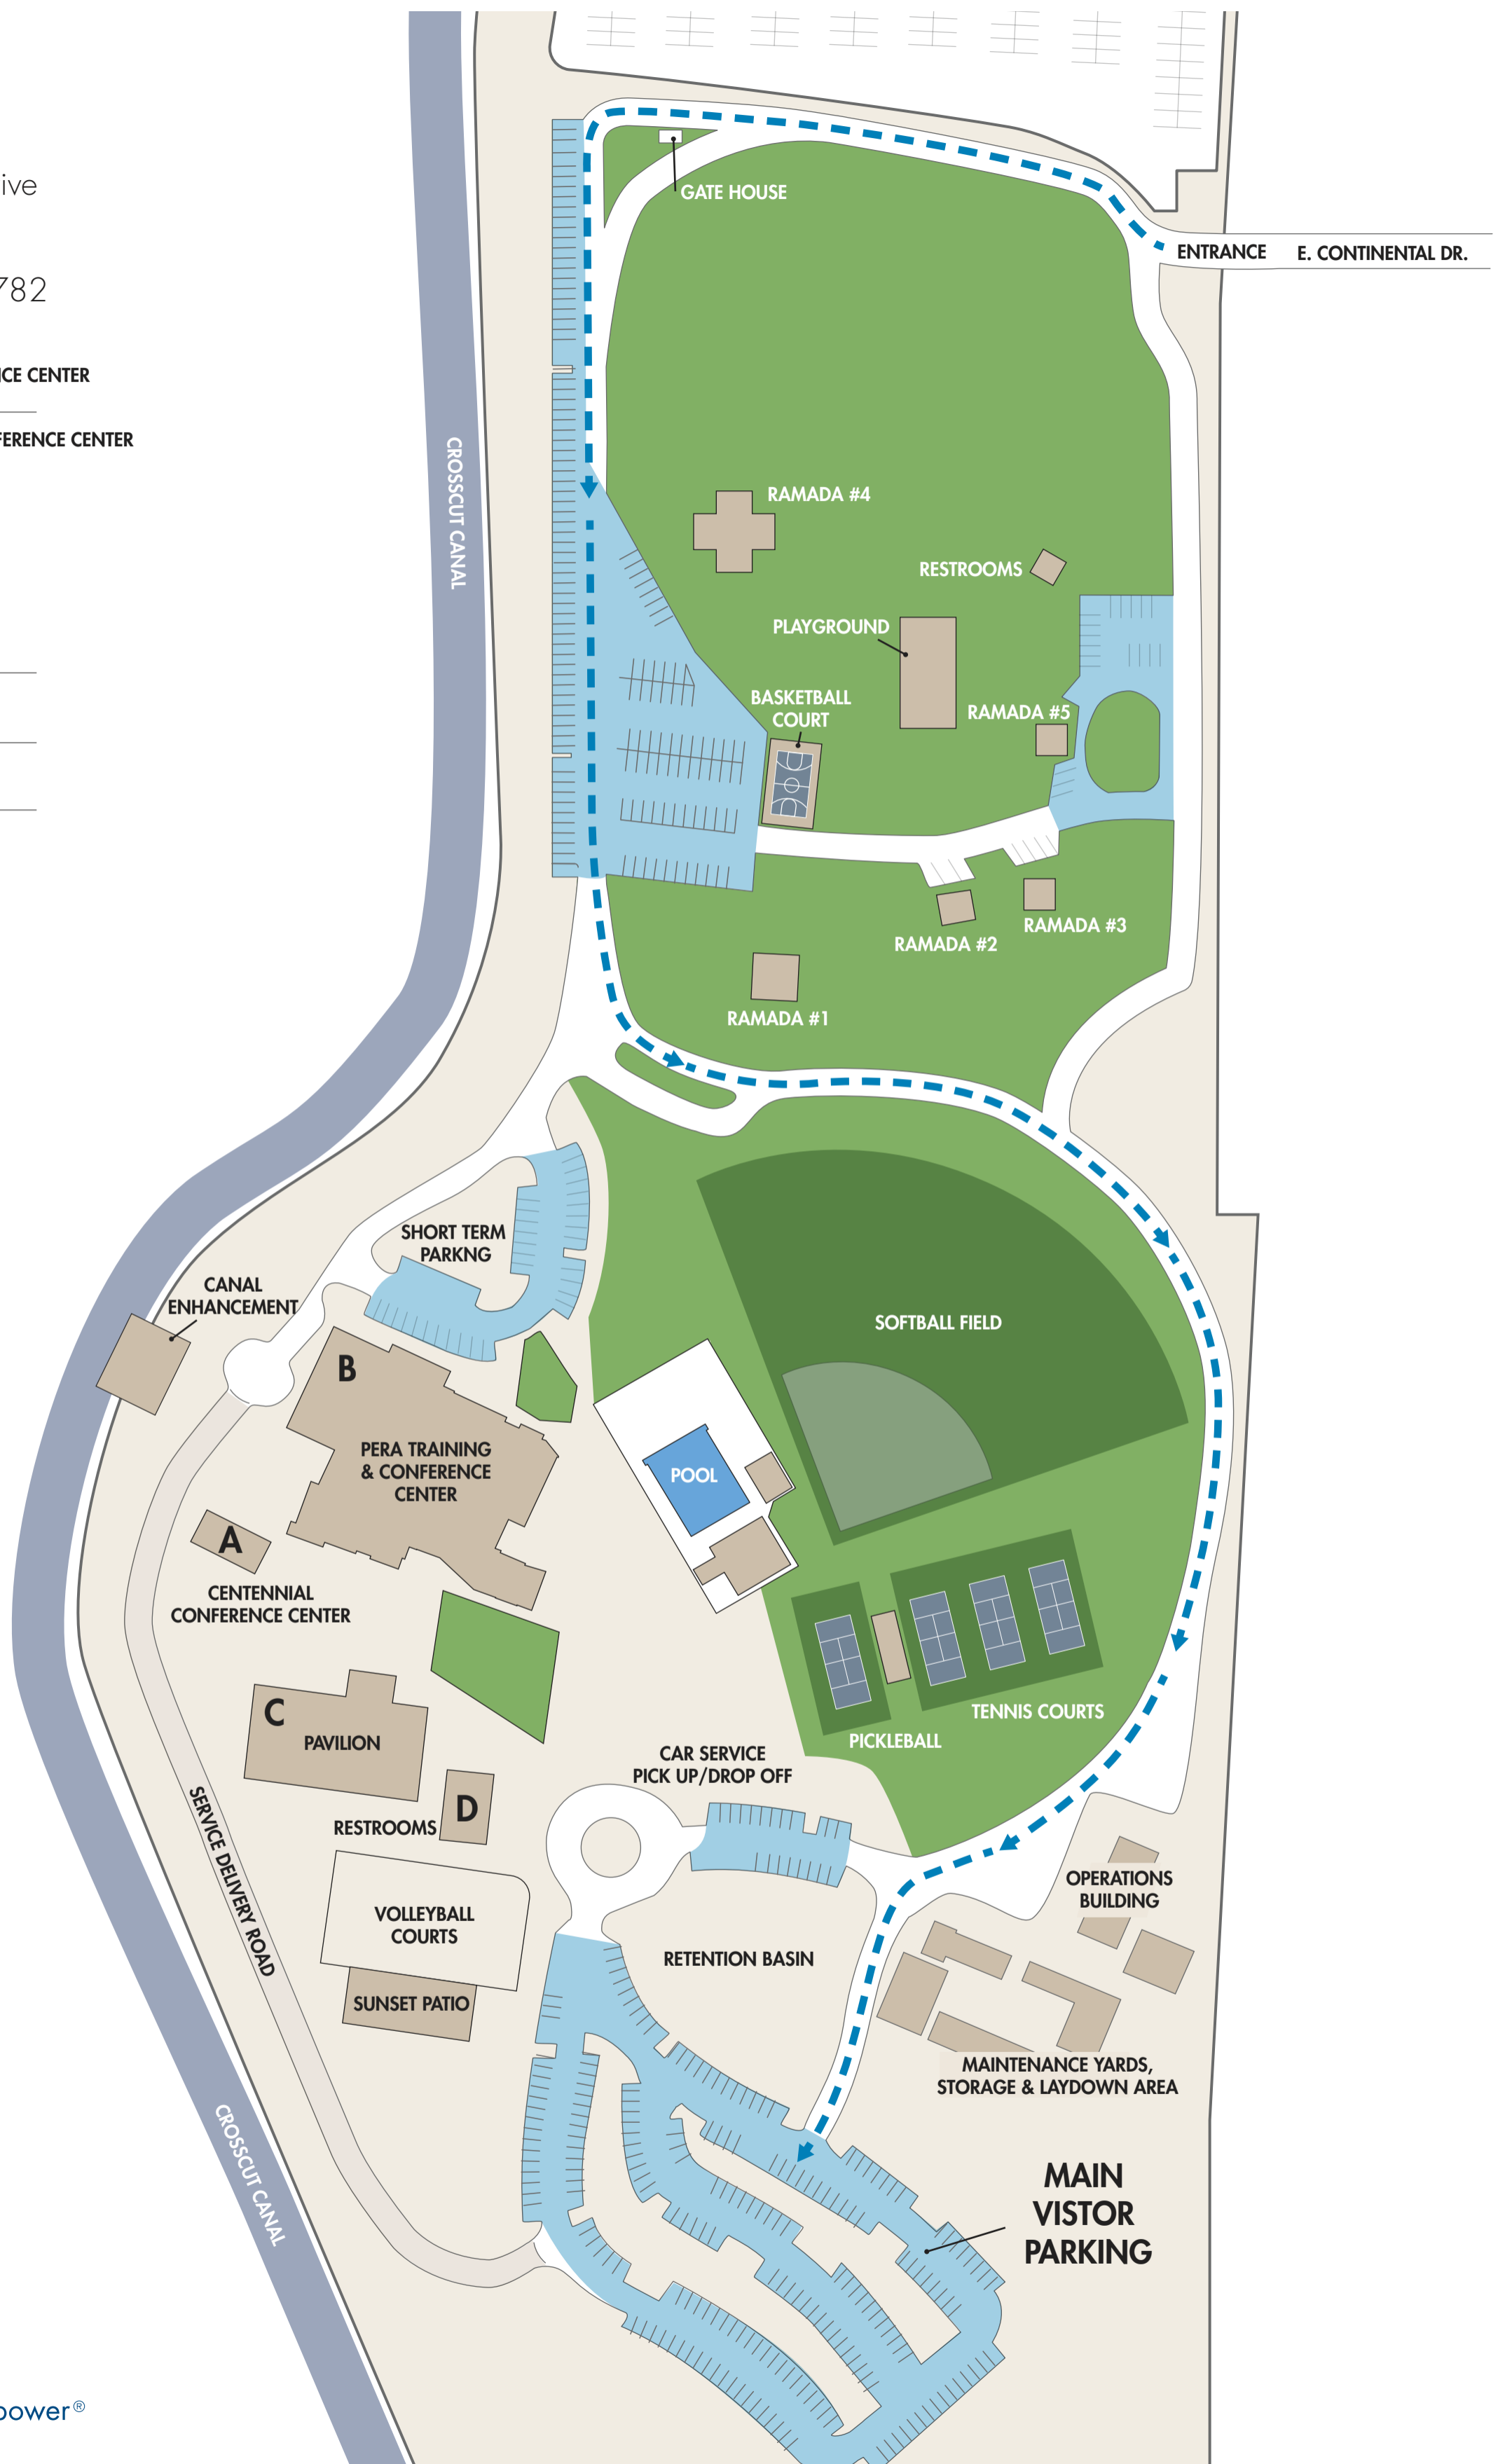 ive
782
ICE CENTER
FERENCE CENTER
GATE HOUSE
ENTRANCE E. CONTINENTAL DR.
CROSSCUT CANAL
RAMADA #4
RESTROOMS
PLAYGROUND
BASKETBALL
COURT
RAMADA #5
RAMADA #2
RAMADA #3
RAMADA #1
SHORT TERM
PARKNG
CANAL
ENHANCEMENT
SOFTBALL FIELD
B
PERA TRAINING
& CONFERENCE
CENTER
POOL
A
CENTENNIAL
CONFERENCE CENTER
TENNIS COURTS
PICKLEBALL
C
PAVILION
CAR SERVICE
PICK UP/DROP OFF
D
RESTROOMS
SERVICE DELIVERY ROAD
OPERATIONS
BUILDING
VOLLEYBALL
COURTS
RETENTION BASIN
SUNSET PATIO
MAINTENANCE YARDS,
STORAGE & LAYDOWN AREA
CROSSCUT CANAL
MAIN
VISTOR
PARKING
power®